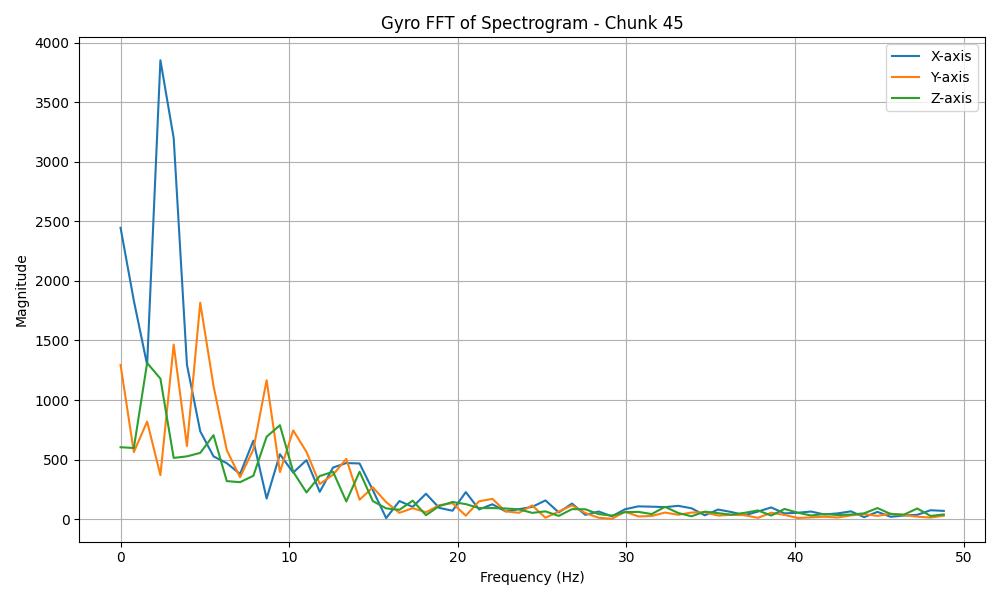 Gyro FFT of Spectrogram - Chunk 45
X-axis
Y-axis
Z-axis
Magnitude
4000
3500
3000
2500
2000
1500
1000
500
0
0 10 20 30 40 50
Frequency (Hz)